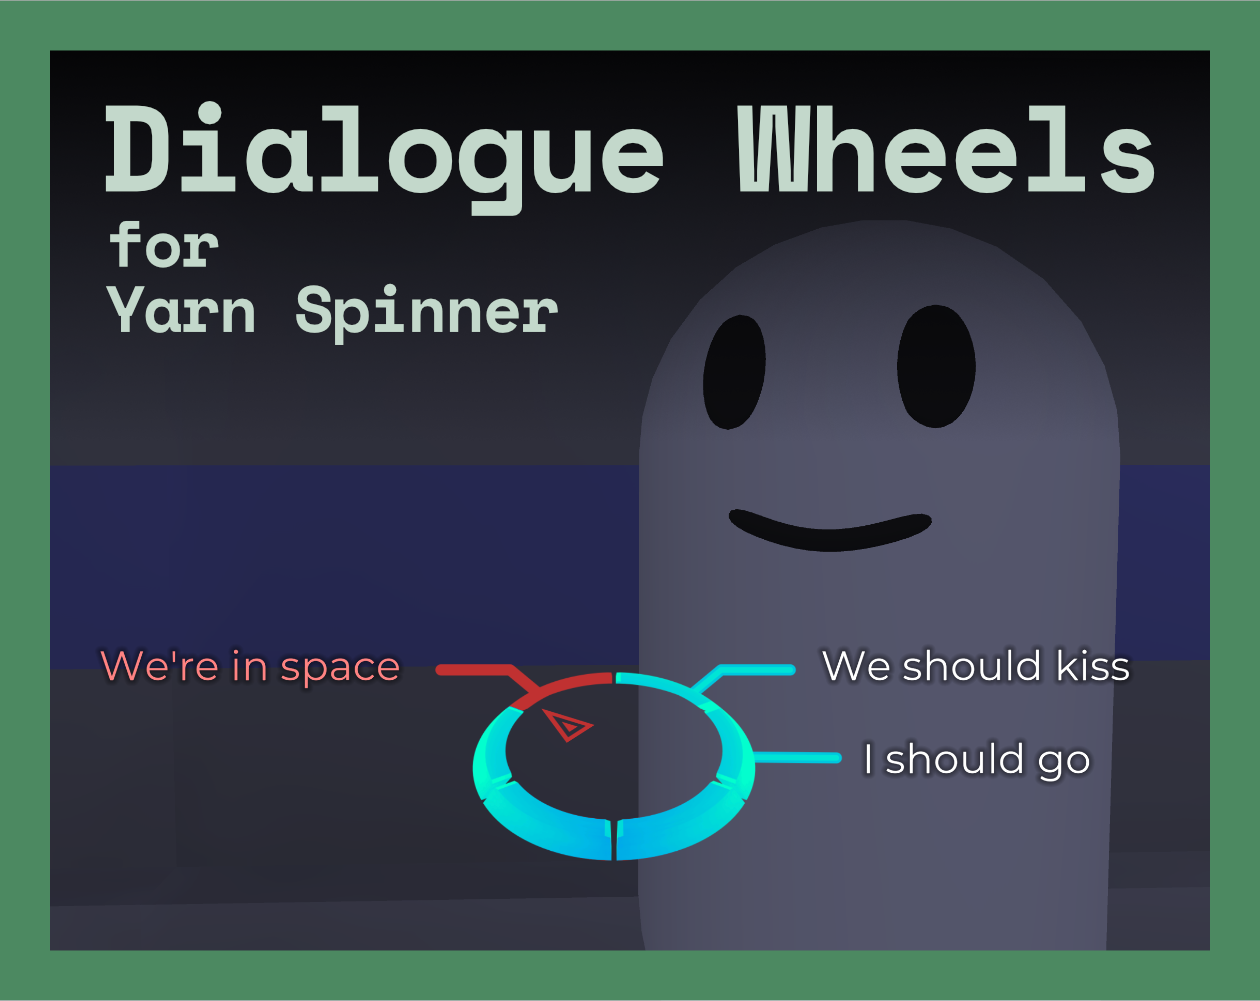 Dialogue Wheels
for
Yarn Spinner
We're in space
We should kiss
I should go